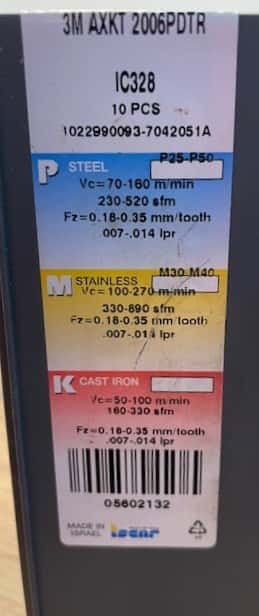 3M AXKT 2006PDTR
IC328
10 PCS
1022990093-7042051A
P STEEL P25-P50
Vc=70-160 m/min
230-520 sfm
Fz=0.18-0.35 mm/tooth
.007-.014 ipr
M STAINLESS M30-M40
Vc=100-270 m/min
330-890 sfm
Fz=0.18-0.35 mm/tooth
.007-.014 ipr
K CAST IRON
Vc=50-100 m/min
160-330 sfm
Fz=0.18-0.35 mm/tooth
.007-.014 ipr
05602132
MADE IN
ISRAEL
iscar